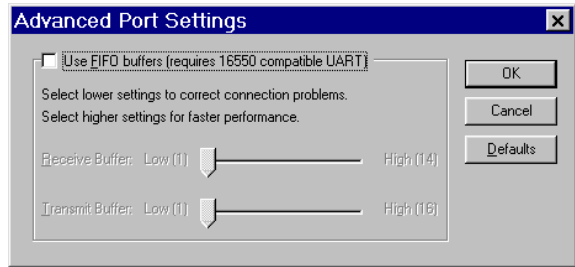 Advanced Port Settings
Use FIFO buffers (requires 16550 compatible UART)
OK
Select lower settings to correct connection problems.
Cancel
Select higher settings for faster performance.
Defaults
Receive Buffer: Low (1) High (14)
Transmit Buffer: Low (1) High (16)